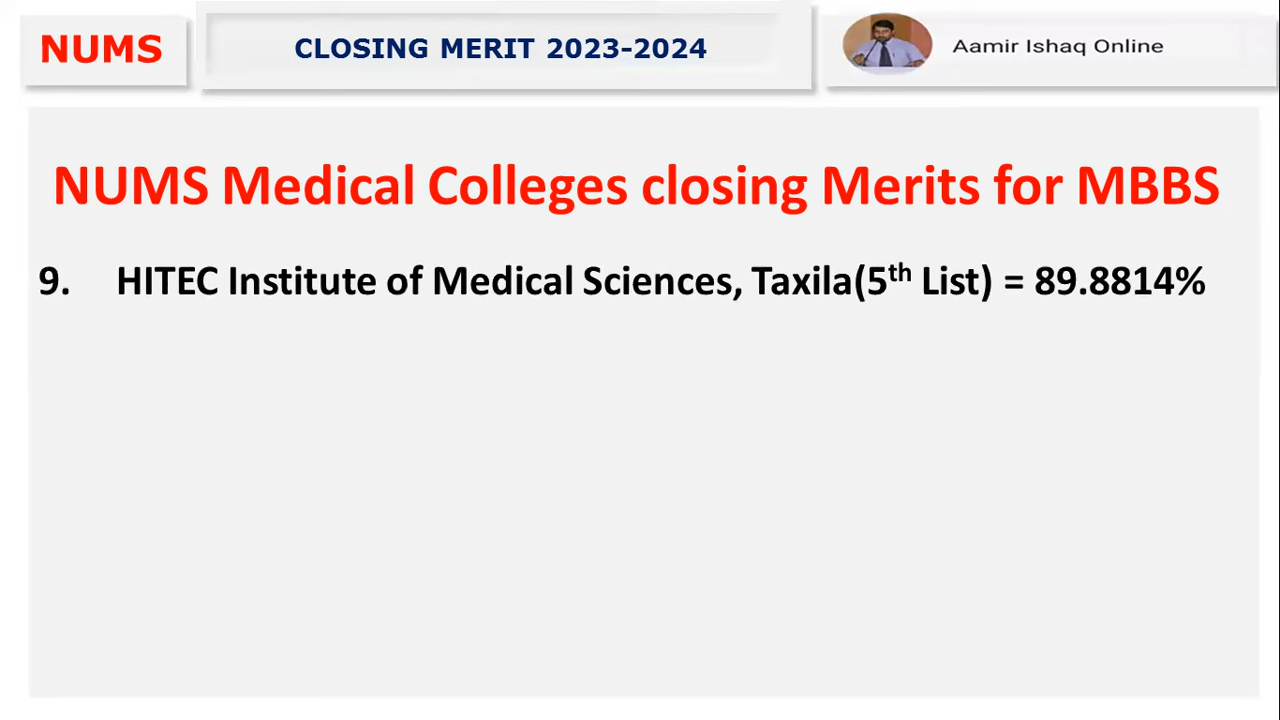 NUMS
CLOSING MERIT 2023-2024
Aamir Ishaq Online
NUMS Medical Colleges closing Merits for MBBS
9. HITEC Institute of Medical Sciences, Taxila(5th List) = 89.8814%